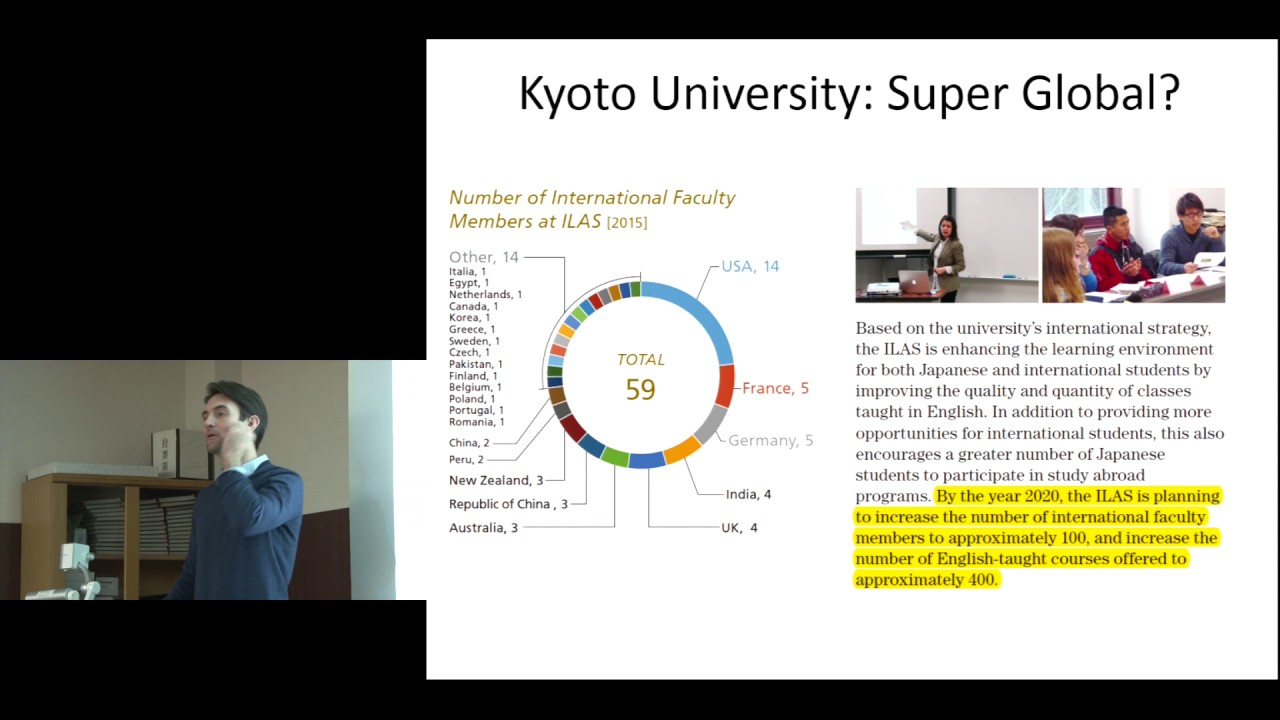 Kyoto University: Super Global?
Number of International Faculty
Members at ILAS [2015]
Other, 14
Italia, 1
Egypt, 1
Netherlands, 1
Canada, 1
Korea, 1
Greece, 1
Sweden, 1
Czech, 1
Pakistan, 1
Finland, 1
Belgium, 1
Poland, 1
Portugal, 1
Romania, 1
China, 2
Peru, 2
New Zealand, 3
Republic of China , 3
Australia, 3
USA, 14
France, 5
Germany, 5
India, 4
UK, 4
TOTAL
59
Based on the university's international strategy,
the ILAS is enhancing the learning environment
for both Japanese and international students by
improving the quality and quantity of classes
taught in English. In addition to providing more
opportunities for international students, this also
encourages a greater number of Japanese
students to participate in study abroad
programs. By the year 2020, the ILAS is planning
to increase the number of international faculty
members to approximately 100, and increase the
number of English-taught courses offered to
approximately 400.